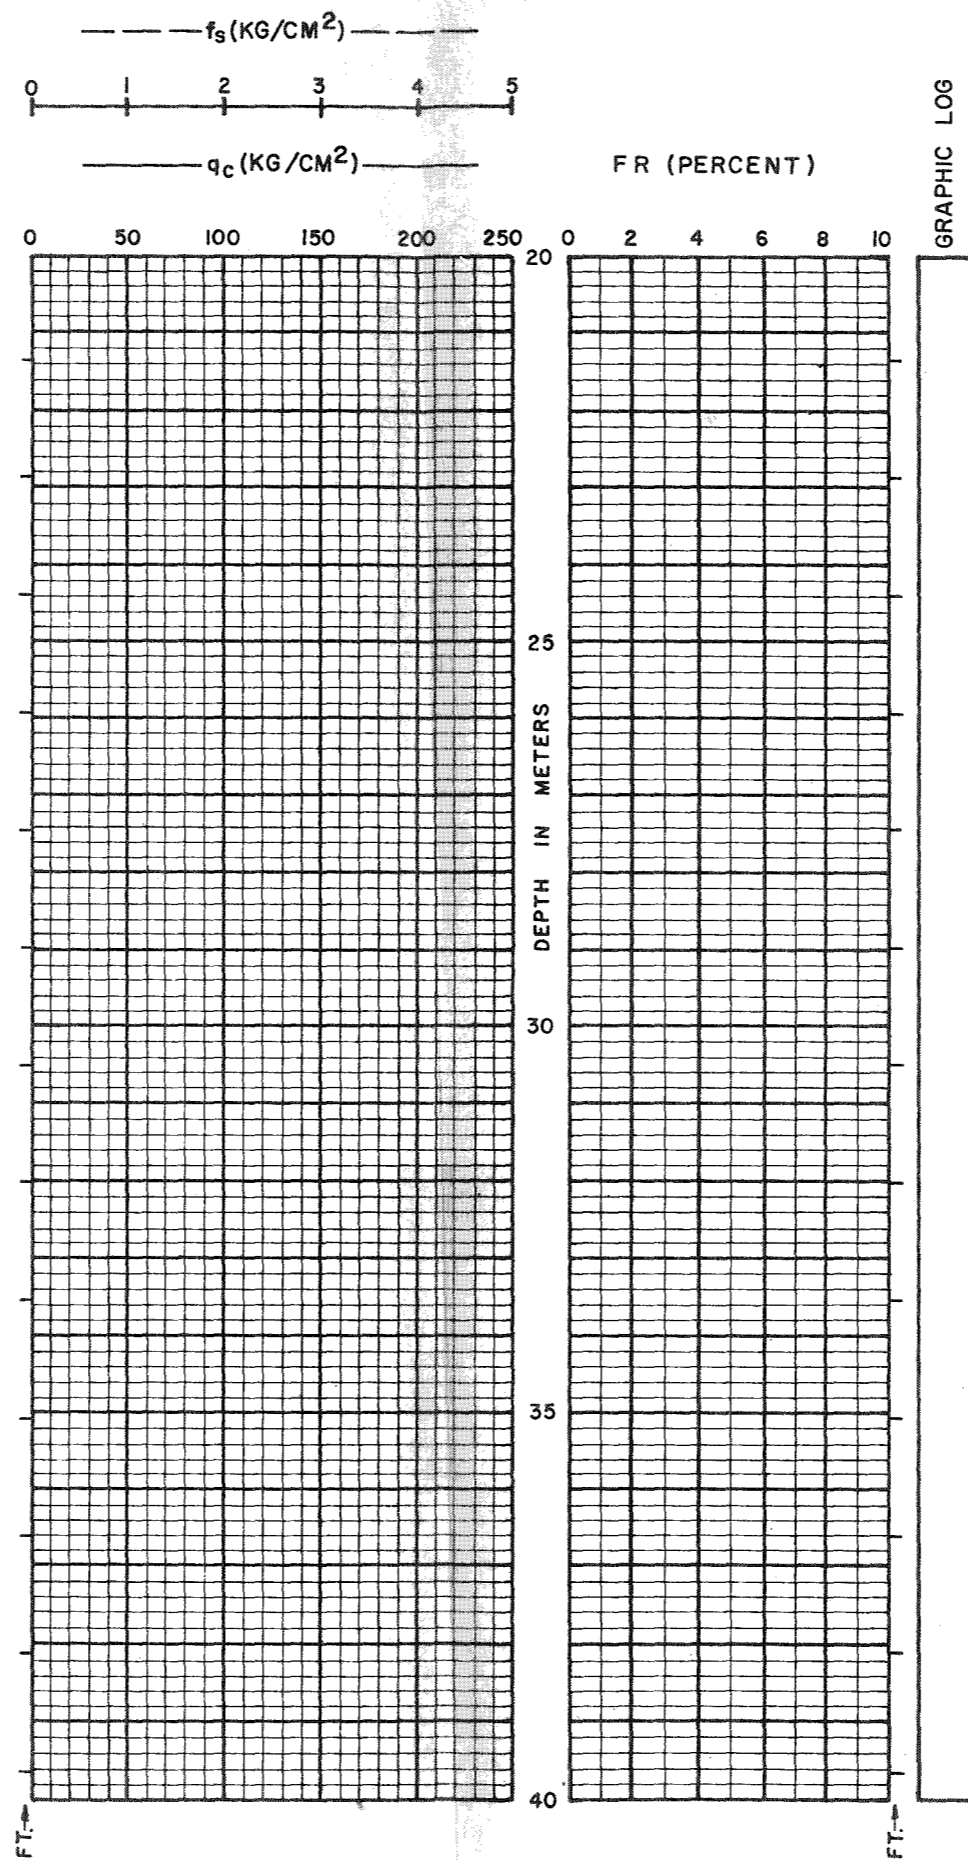 fs (KG/CM²)
0 1 2 3 4 5
qc (KG/CM²)
FR (PERCENT)
GRAPHIC LOG
0 50 100 150 200 250
0 2 4 6 8 10
20
25
DEPTH IN METERS
30
35
40
FT.
FT.